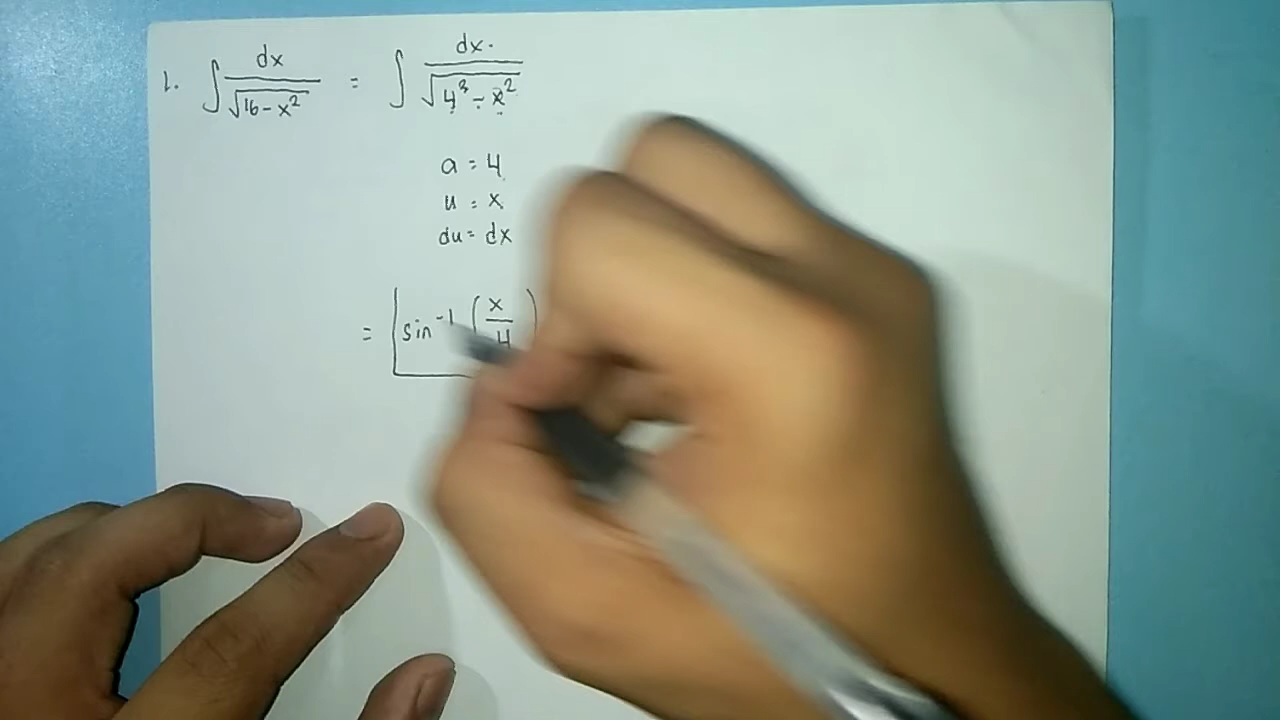 1. ∫ dx / √16 - x² = ∫ dx / √4² - x²
a = 4
u = x
du = dx
= sin⁻¹ (x/4)